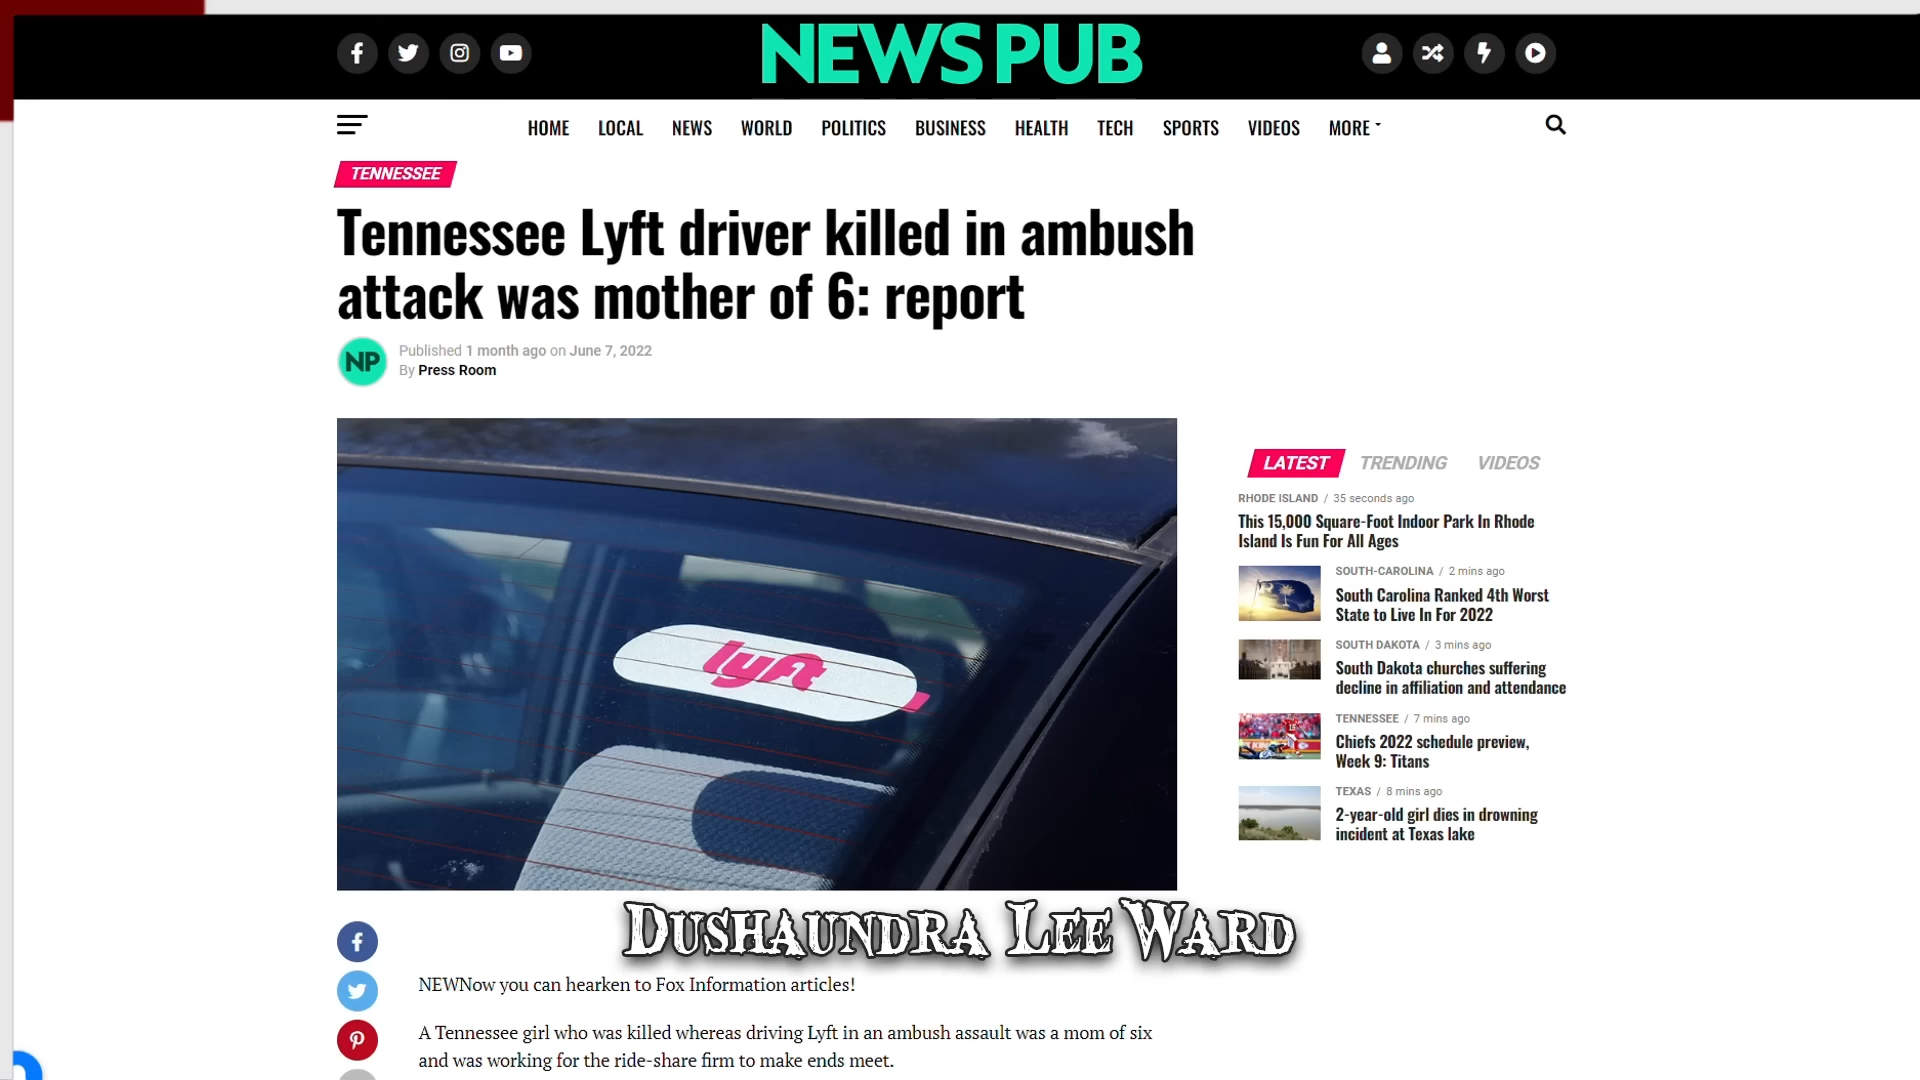 NEWS PUB
HOME LOCAL NEWS WORLD POLITICS BUSINESS HEALTH TECH SPORTS VIDEOS MORE
TENNESSEE
Tennessee Lyft driver killed in ambush
attack was mother of 6: report
NP
Published 1 month ago on June 7, 2022
By Press Room
lyft
LATEST TRENDING VIDEOS
RHODE ISLAND / 35 seconds ago
This 15,000 Square-Foot Indoor Park In Rhode
Island Is Fun For All Ages
SOUTH-CAROLINA / 2 mins ago
South Carolina Ranked 4th Worst
State to Live In For 2022
SOUTH DAKOTA / 3 mins ago
South Dakota churches suffering
decline in affiliation and attendance
TENNESSEE / 7 mins ago
Chiefs 2022 schedule preview,
Week 9: Titans
TEXAS / 8 mins ago
2-year-old girl dies in drowning
incident at Texas lake
Dushaundra Lee Ward
NEWNow you can hearken to Fox Information articles!
A Tennessee girl who was killed whereas driving Lyft in an ambush assault was a mom of six
and was working for the ride-share firm to make ends meet.